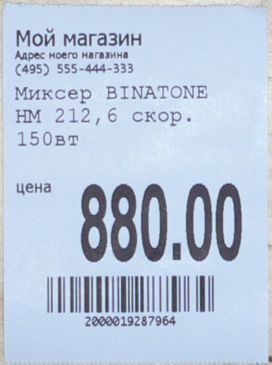 Мой магазин
Адрес моего магазина
(495) 555-444-333
Миксер BINATONE
HM 212,6 скор.
150вт
цена
880.00
2000019287964